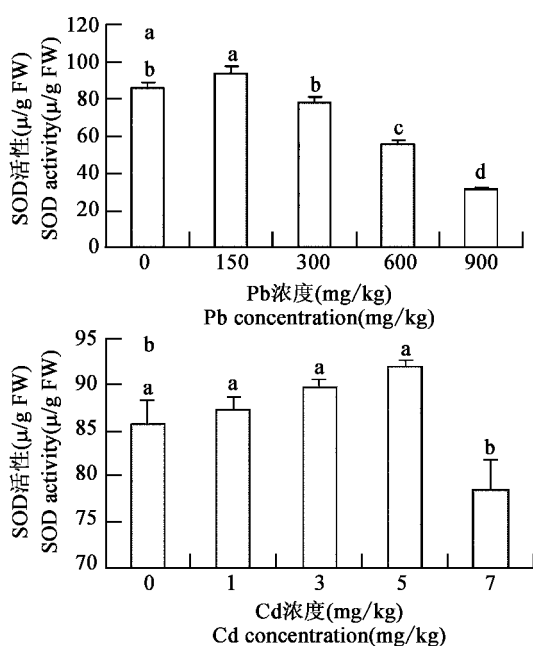 a
SOD活性(μ/g FW)
SOD activity(μ/g FW)
120
100
80
60
40
20
0
b
a
b
c
d
0 150 300 600 900
Pb浓度(mg/kg)
Pb concentration(mg/kg)
b
SOD活性(μ/g FW)
SOD activity(μ/g FW)
95
90
85
80
75
70
a
a
a
a
b
0 1 3 5 7
Cd浓度(mg/kg)
Cd concentration(mg/kg)